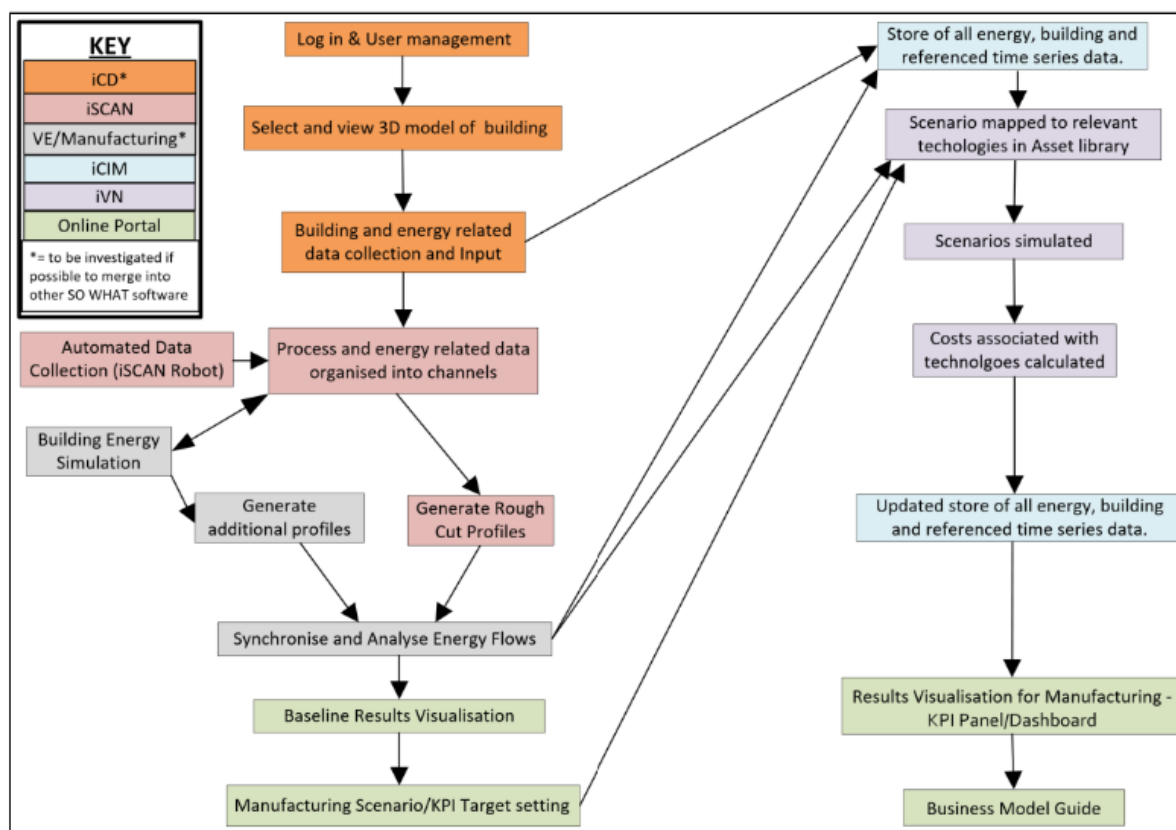 KEY
iCD*
iSCAN
VE/Manufacturing*
iCIM
iVN
Online Portal
*= to be investigated if
possible to merge into
other SO WHAT software
Log in & User management
Select and view 3D model of building
Building and energy related
data collection and Input
Automated Data
Collection (iSCAN Robot)
Process and energy related data
organised into channels
Building Energy
Simulation
Generate
additional profiles
Generate Rough
Cut Profiles
Synchronise and Analyse Energy Flows
Baseline Results Visualisation
Manufacturing Scenario/KPI Target setting
Store of all energy, building and
referenced time series data.
Scenario mapped to relevant
techologies in Asset library
Scenarios simulated
Costs associated with
technolgoes calculated
Updated store of all energy, building
and referenced time series data.
Results Visualisation for Manufacturing -
KPI Panel/Dashboard
Business Model Guide